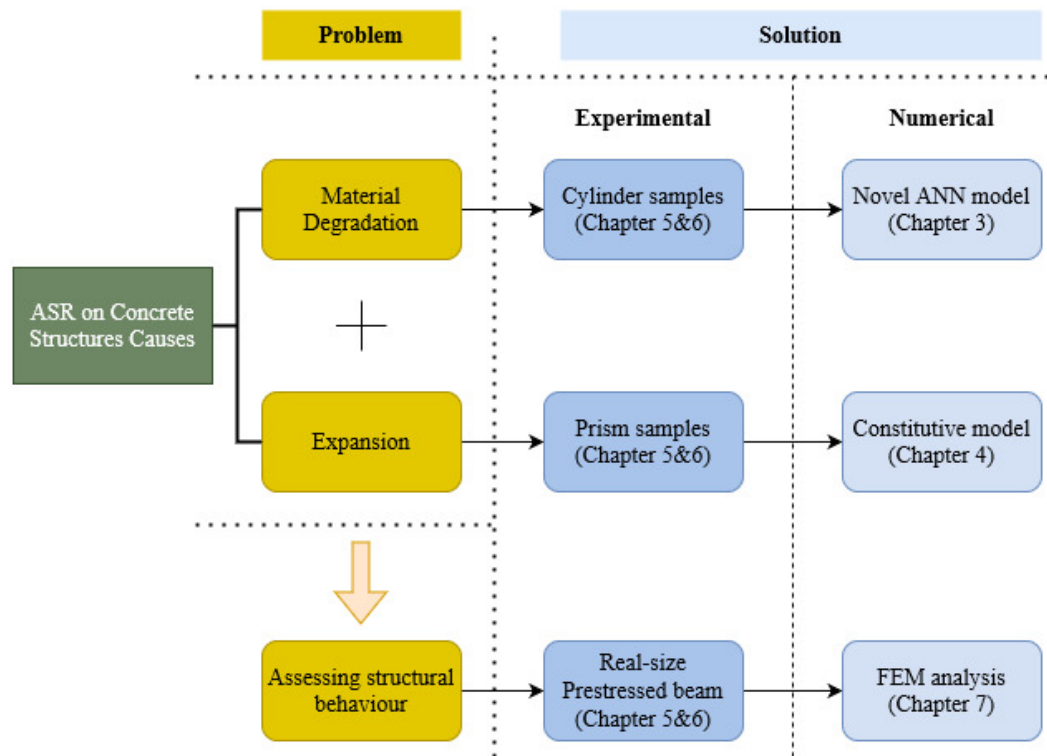 Problem
Solution
Experimental
Numerical
Material
Degradation
Cylinder samples
(Chapter 5&6)
Novel ANN model
(Chapter 3)
ASR on Concrete
Structures Causes
Expansion
Prism samples
(Chapter 5&6)
Constitutive model
(Chapter 4)
Assessing structural
behaviour
Real-size
Prestressed beam
(Chapter 5&6)
FEM analysis
(Chapter 7)